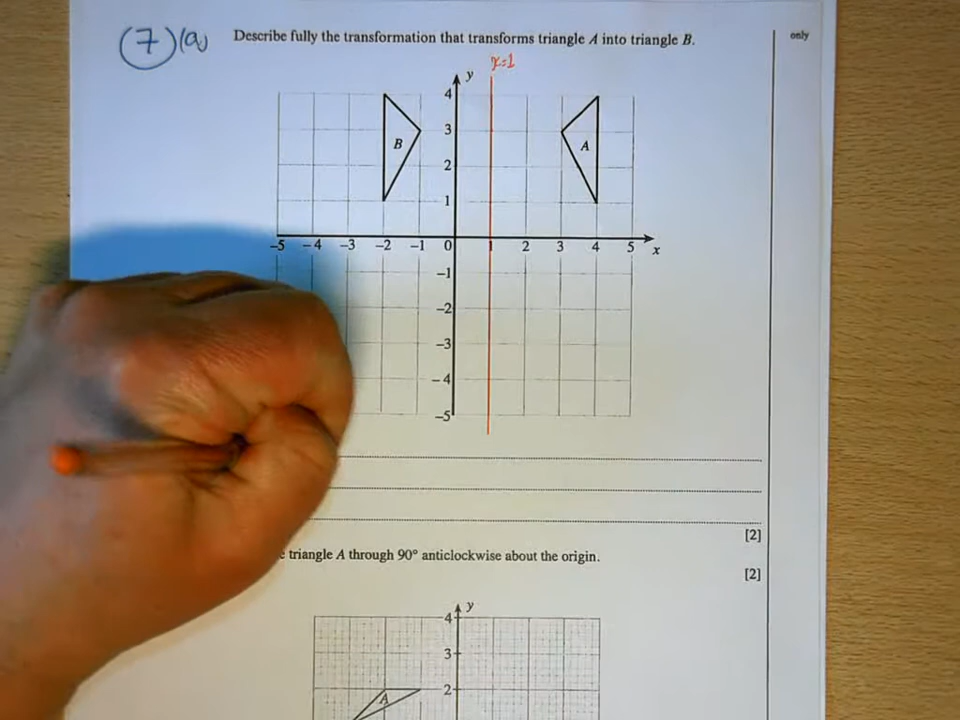 (7)(a) Describe fully the transformation that transforms triangle A into triangle B.
only
x=1
y
4
3
2
1
B
A
-5 -4 -3 -2 -1 0 1 2 3 4 5 x
-1
-2
-3
-4
-5
[2]
triangle A through 90° anticlockwise about the origin.
[2]
y
4
3
2
A